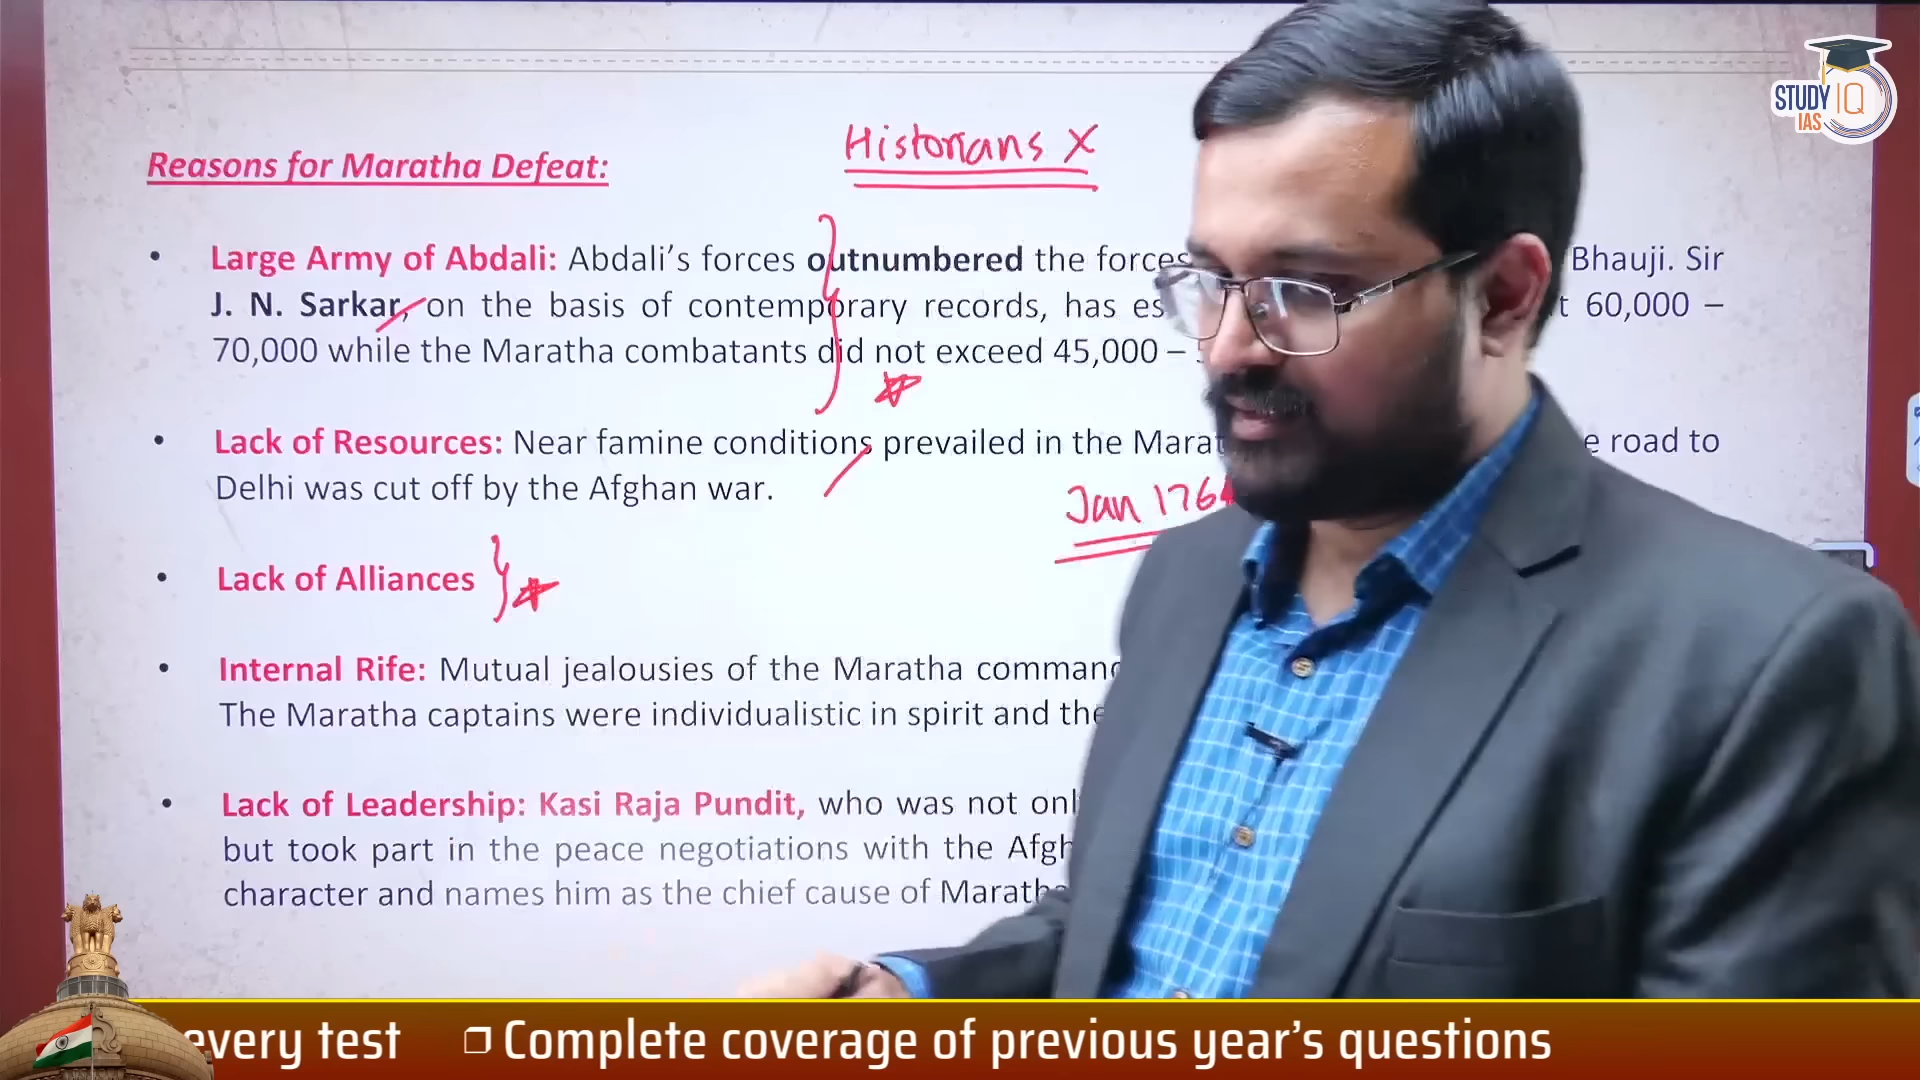 STUDY IQ
IAS
Historians X
Reasons for Maratha Defeat:
• Large Army of Abdali: Abdali’s forces outnumbered the forces Bhauji. Sir
J. N. Sarkar, on the basis of contemporary records, has es 60,000 –
70,000 while the Maratha combatants did not exceed 45,000 –
• Lack of Resources: Near famine conditions prevailed in the Marat e road to
Delhi was cut off by the Afghan war.
Jan 176
• Lack of Alliances
• Internal Rife: Mutual jealousies of the Maratha command
The Maratha captains were individualistic in spirit and the
• Lack of Leadership: Kasi Raja Pundit, who was not onl
but took part in the peace negotiations with the Afgh
character and names him as the chief cause of Marath
every test ❐ Complete coverage of previous year’s questions